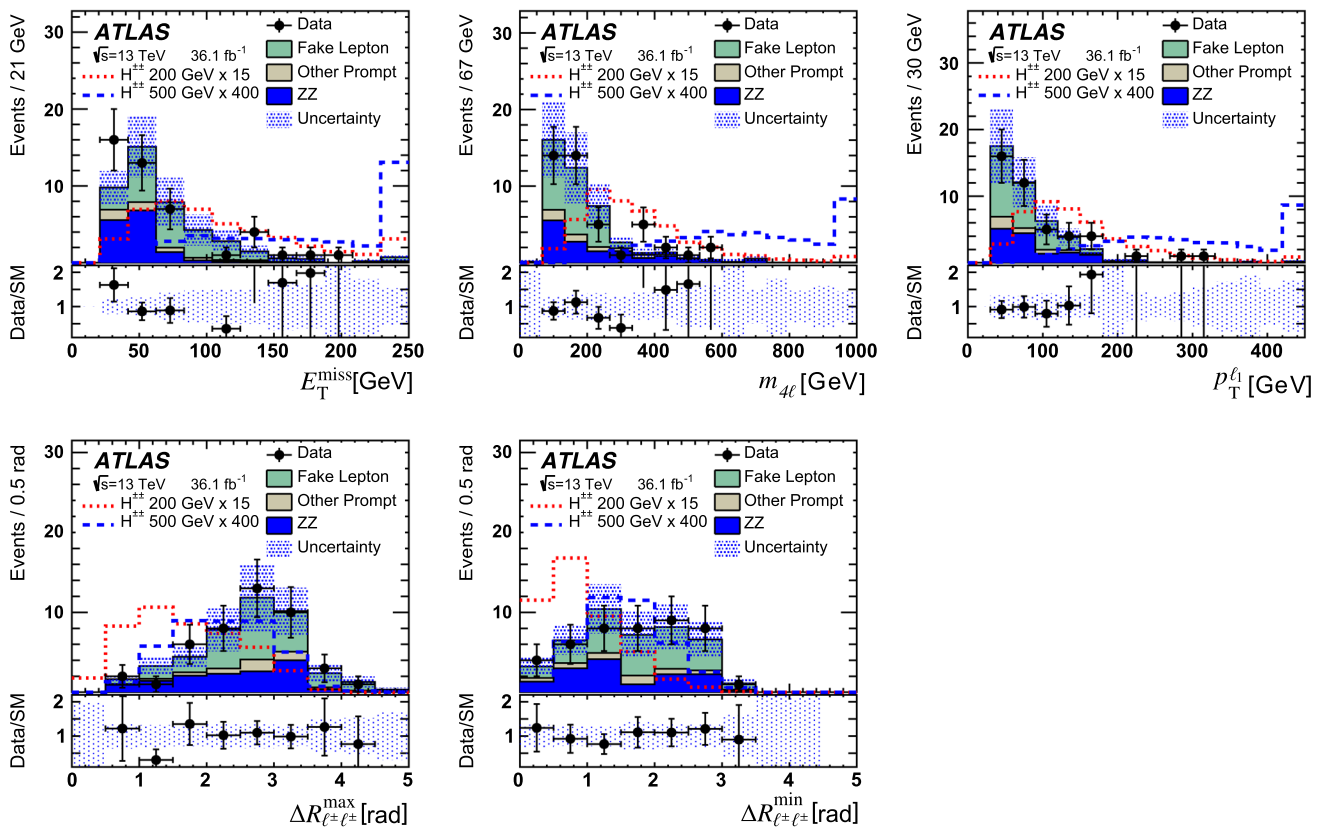 Events / 21 GeV
30
20
10
ATLAS
√s=13 TeV 36.1 fb⁻¹
H±± 200 GeV x 15
H±± 500 GeV x 400
Data
Fake Lepton
Other Prompt
ZZ
Uncertainty
Data/SM
2
1
0 50 100 150 200 250
E_T^miss [GeV]
Events / 67 GeV
30
20
10
ATLAS
√s=13 TeV 36.1 fb⁻¹
H±± 200 GeV x 15
H±± 500 GeV x 400
Data
Fake Lepton
Other Prompt
ZZ
Uncertainty
Data/SM
2
1
0 200 400 600 800 1000
m_4ℓ [GeV]
Events / 30 GeV
30
20
10
ATLAS
√s=13 TeV 36.1 fb⁻¹
H±± 200 GeV x 15
H±± 500 GeV x 400
Data
Fake Lepton
Other Prompt
ZZ
Uncertainty
Data/SM
2
1
0 100 200 300 400
p_T^ℓ₁ [GeV]
Events / 0.5 rad
30
20
10
ATLAS
√s=13 TeV 36.1 fb⁻¹
H±± 200 GeV x 15
H±± 500 GeV x 400
Data
Fake Lepton
Other Prompt
ZZ
Uncertainty
Data/SM
2
1
0 1 2 3 4 5
ΔR_ℓ±ℓ±^max [rad]
Events / 0.5 rad
30
20
10
ATLAS
√s=13 TeV 36.1 fb⁻¹
H±± 200 GeV x 15
H±± 500 GeV x 400
Data
Fake Lepton
Other Prompt
ZZ
Uncertainty
Data/SM
2
1
0 1 2 3 4 5
ΔR_ℓ±ℓ±^min [rad]